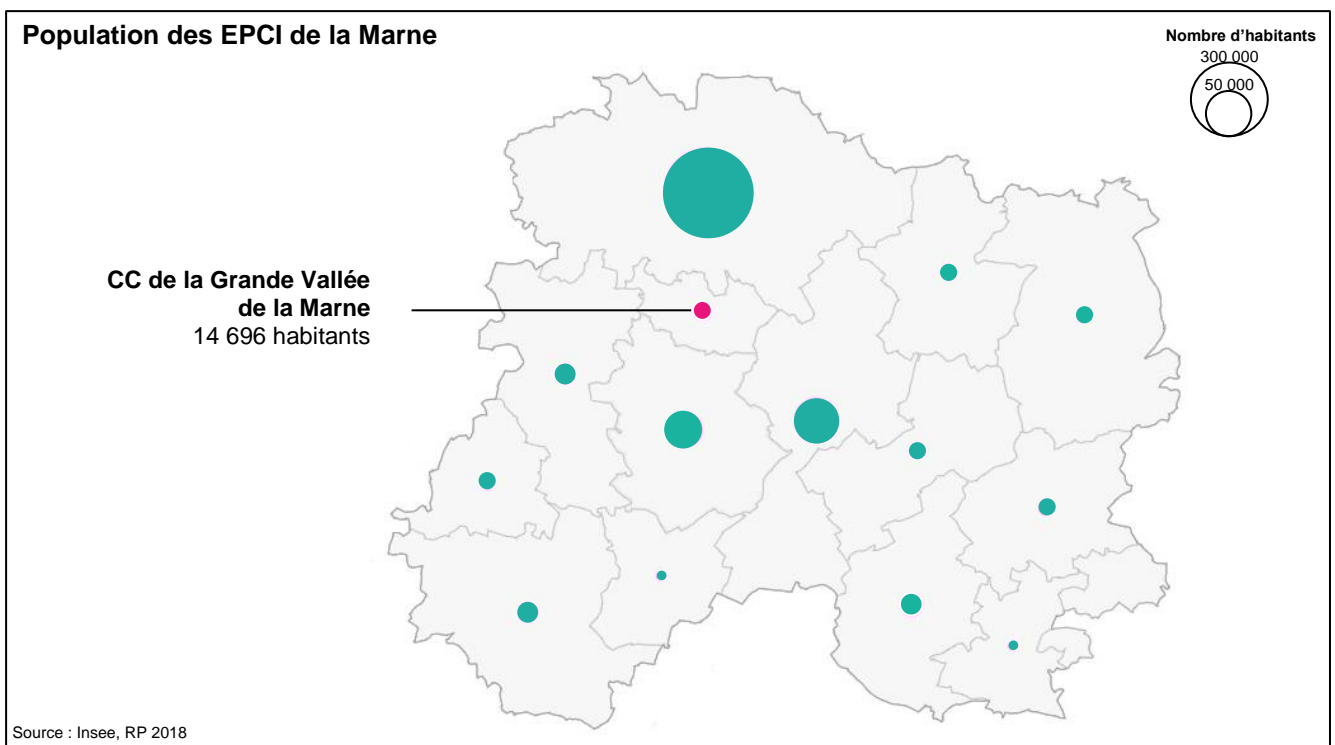 Population des EPCI de la Marne
Nombre d'habitants
300 000
50 000
CC de la Grande Vallée
de la Marne
14 696 habitants
Source : Insee, RP 2018